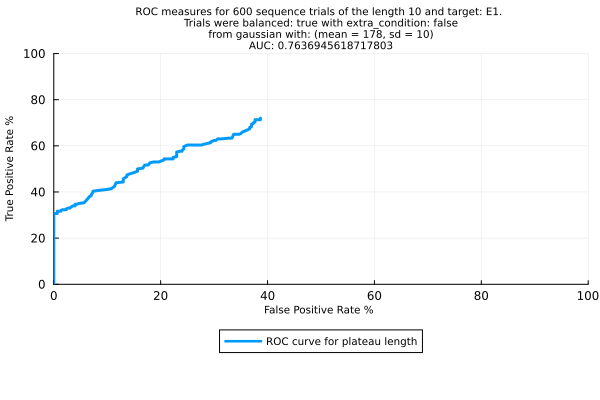 ROC measures for 600 sequence trials of the length 10 and target: E1.
Trials were balanced: true with extra_condition: false
from gaussian with: (mean = 178, sd = 10)
AUC: 0.7636945618717803
100
80
60
40
20
0
True Positive Rate %
0 20 40 60 80 100
False Positive Rate %
ROC curve for plateau length